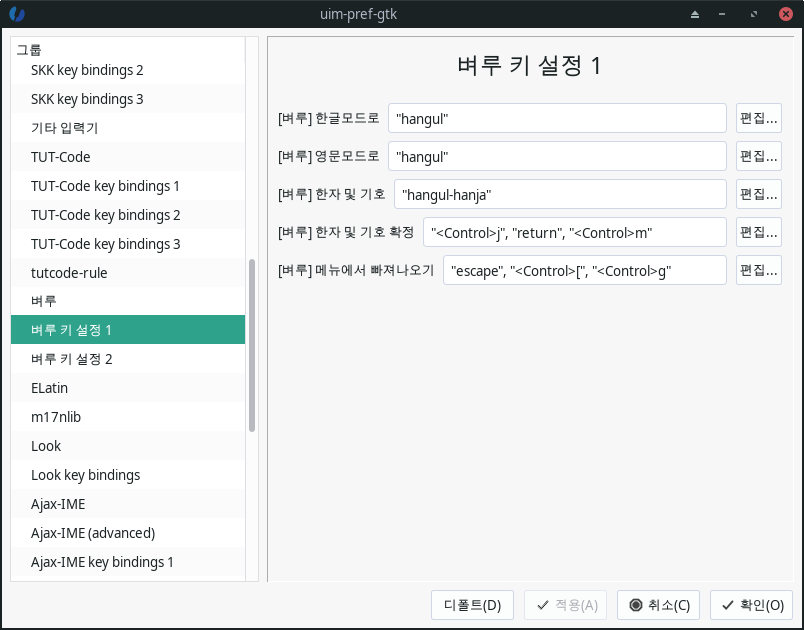 uim-pref-gtk
그룹
SKK key bindings 2
SKK key bindings 3
기타 입력기
TUT-Code
TUT-Code key bindings 1
TUT-Code key bindings 2
TUT-Code key bindings 3
tutcode-rule
벼루
벼루 키 설정 1
벼루 키 설정 2
ELatin
m17nlib
Look
Look key bindings
Ajax-IME
Ajax-IME (advanced)
Ajax-IME key bindings 1
벼루 키 설정 1
[벼루] 한글모드로 "hangul" 편집...
[벼루] 영문모드로 "hangul" 편집...
[벼루] 한자 및 기호 "hangul-hanja" 편집...
[벼루] 한자 및 기호 확정 "<Control>j", "return", "<Control>m" 편집...
[벼루] 메뉴에서 빠져나오기 "escape", "<Control>[", "<Control>g" 편집...
디폴트(D) 적용(A) 취소(C) 확인(O)